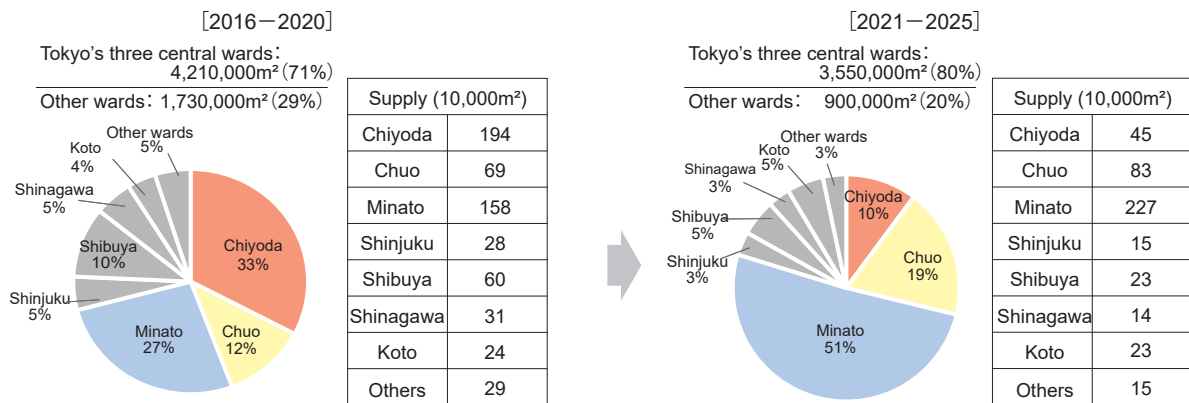 [2016－2020]
Tokyo's three central wards：
4,210,000m²(71%)
Other wards：1,730,000m²(29%)
Other wards
5%
Koto
4%
Shinagawa
5%
Shibuya
10%
Shinjuku
5%
Chiyoda
33%
Minato
27%
Chuo
12%
Supply (10,000m²)
Chiyoda 194
Chuo 69
Minato 158
Shinjuku 28
Shibuya 60
Shinagawa 31
Koto 24
Others 29
[2021－2025]
Tokyo's three central wards：
3,550,000m²(80%)
Other wards： 900,000m²(20%)
Other wards
3%
Koto
5%
Shinagawa
3%
Shibuya
5%
Shinjuku
3%
Chiyoda
10%
Chuo
19%
Minato
51%
Supply (10,000m²)
Chiyoda 45
Chuo 83
Minato 227
Shinjuku 15
Shibuya 23
Shinagawa 14
Koto 23
Others 15